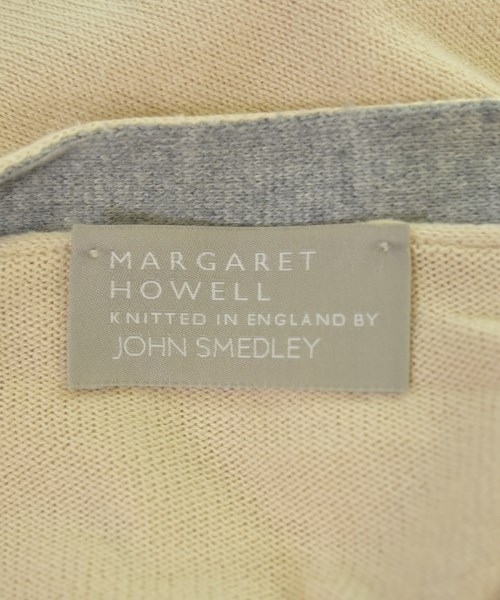 MARGARET
HOWELL
KNITTED IN ENGLAND BY
JOHN SMEDLEY